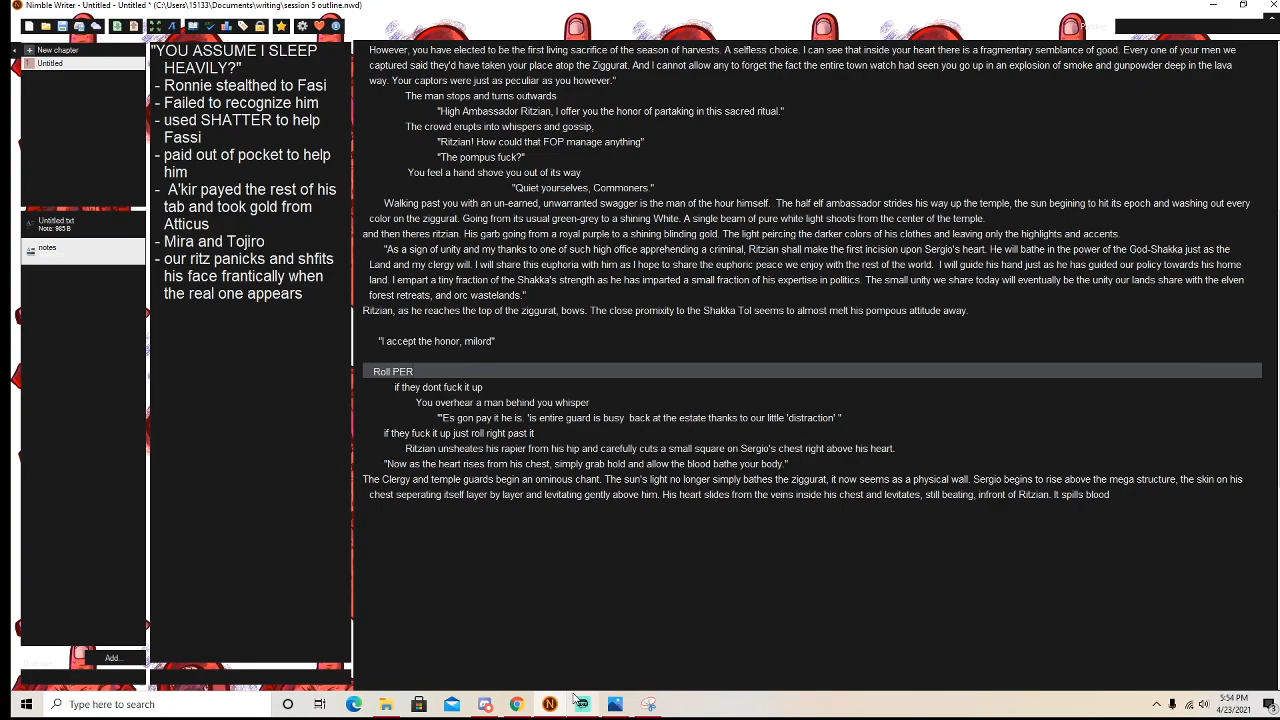 Nimble Writer - Untitled - Untitled * (C:\Users\15133\Documents\writing\session 5 outline.nwd)
New chapter
1 Untitled
Untitled.txt
Note: 985 B
notes
Add...
"YOU ASSUME I SLEEP
HEAVILY?"
- Ronnie stealthed to Fasi
- Failed to recognize him
- used SHATTER to help
Fassi
- paid out of pocket to help
him
- A'kir payed the rest of his
tab and took gold from
Atticus
- Mira and Tojiro
- our ritz panicks and shfits
his face frantically when
the real one appears
However, you have elected to be the first living sacrifice of the season of harvests. A selfless choice. I can see that inside your heart there is a fragmentary semblance of good. Every one of your men we
captured said they'd have taken your place atop the Ziggurat. And I cannot allow any to forget the fact the entire town watch had seen you go up in an explosion of smoke and gunpowder deep in the lava
way. Your captors were just as peculiar as you however."
The man stops and turns outwards
"High Ambassador Ritzian, I offer you the honor of partaking in this sacred ritual."
The crowd erupts into whispers and gossip,
"Ritzian! How could that FOP manage anything"
"The pompus fuck?"
You feel a hand shove you out of its way
"Quiet yourselves, Commoners."
Walking past you with an un-earned, unwarranted swagger is the man of the hour himself. The half elf ambassador strides his way up the temple, the sun begining to hit its epoch and washing out every
color on the ziggurat. Going from its usual green-grey to a shining White. A single beam of pure white light shoots from the center of the temple.
and then theres ritzian. His garb going from a royal purple to a shining blinding gold. The light piercing the darker colors of his clothes and leaving only the highlights and accents.
"As a sign of unity and my thanks to one of such high office apprehending a criminal, Ritzian shall make the first incision upon Sergio's heart. He will bathe in the power of the God-Shakka just as the
Land and my clergy will. I will share this euphoria with him as I hope to share the euphoric peace we enjoy with the rest of the world. I will guide his hand just as he has guided our policy towards his home
land. I empart a tiny fraction of the Shakka's strength as he has imparted a small fraction of his expertise in politics. The small unity we share today will eventually be the unity our lands share with the elven
forest retreats, and orc wastelands."
Ritzian, as he reaches the top of the ziggurat, bows. The close promixity to the Shakka Tol seems to almost melt his pompous attitude away.
"I accept the honor, milord"
Roll PER
if they dont fuck it up
You overhear a man behind you whisper
"'Es gon pay it he is. 'is entire guard is busy back at the estate thanks to our little 'distraction' "
if they fuck it up just roll right past it
Ritzian unsheates his rapier from his hip and carefully cuts a small square on Sergio's chest right above his heart.
"Now as the heart rises from his chest, simply grab hold and allow the blood bathe your body."
The Clergy and temple guards begin an ominous chant. The sun's light no longer simply bathes the ziggurat, it now seems as a physical wall. Sergio begins to rise above the mega structure, the skin on his
chest seperating itself layer by layer and levitating gently above him. His heart slides from the veins inside his chest and levitates, still beating, infront of Ritzian. It spills blood
Type here to search
5:54 PM
4/23/2021